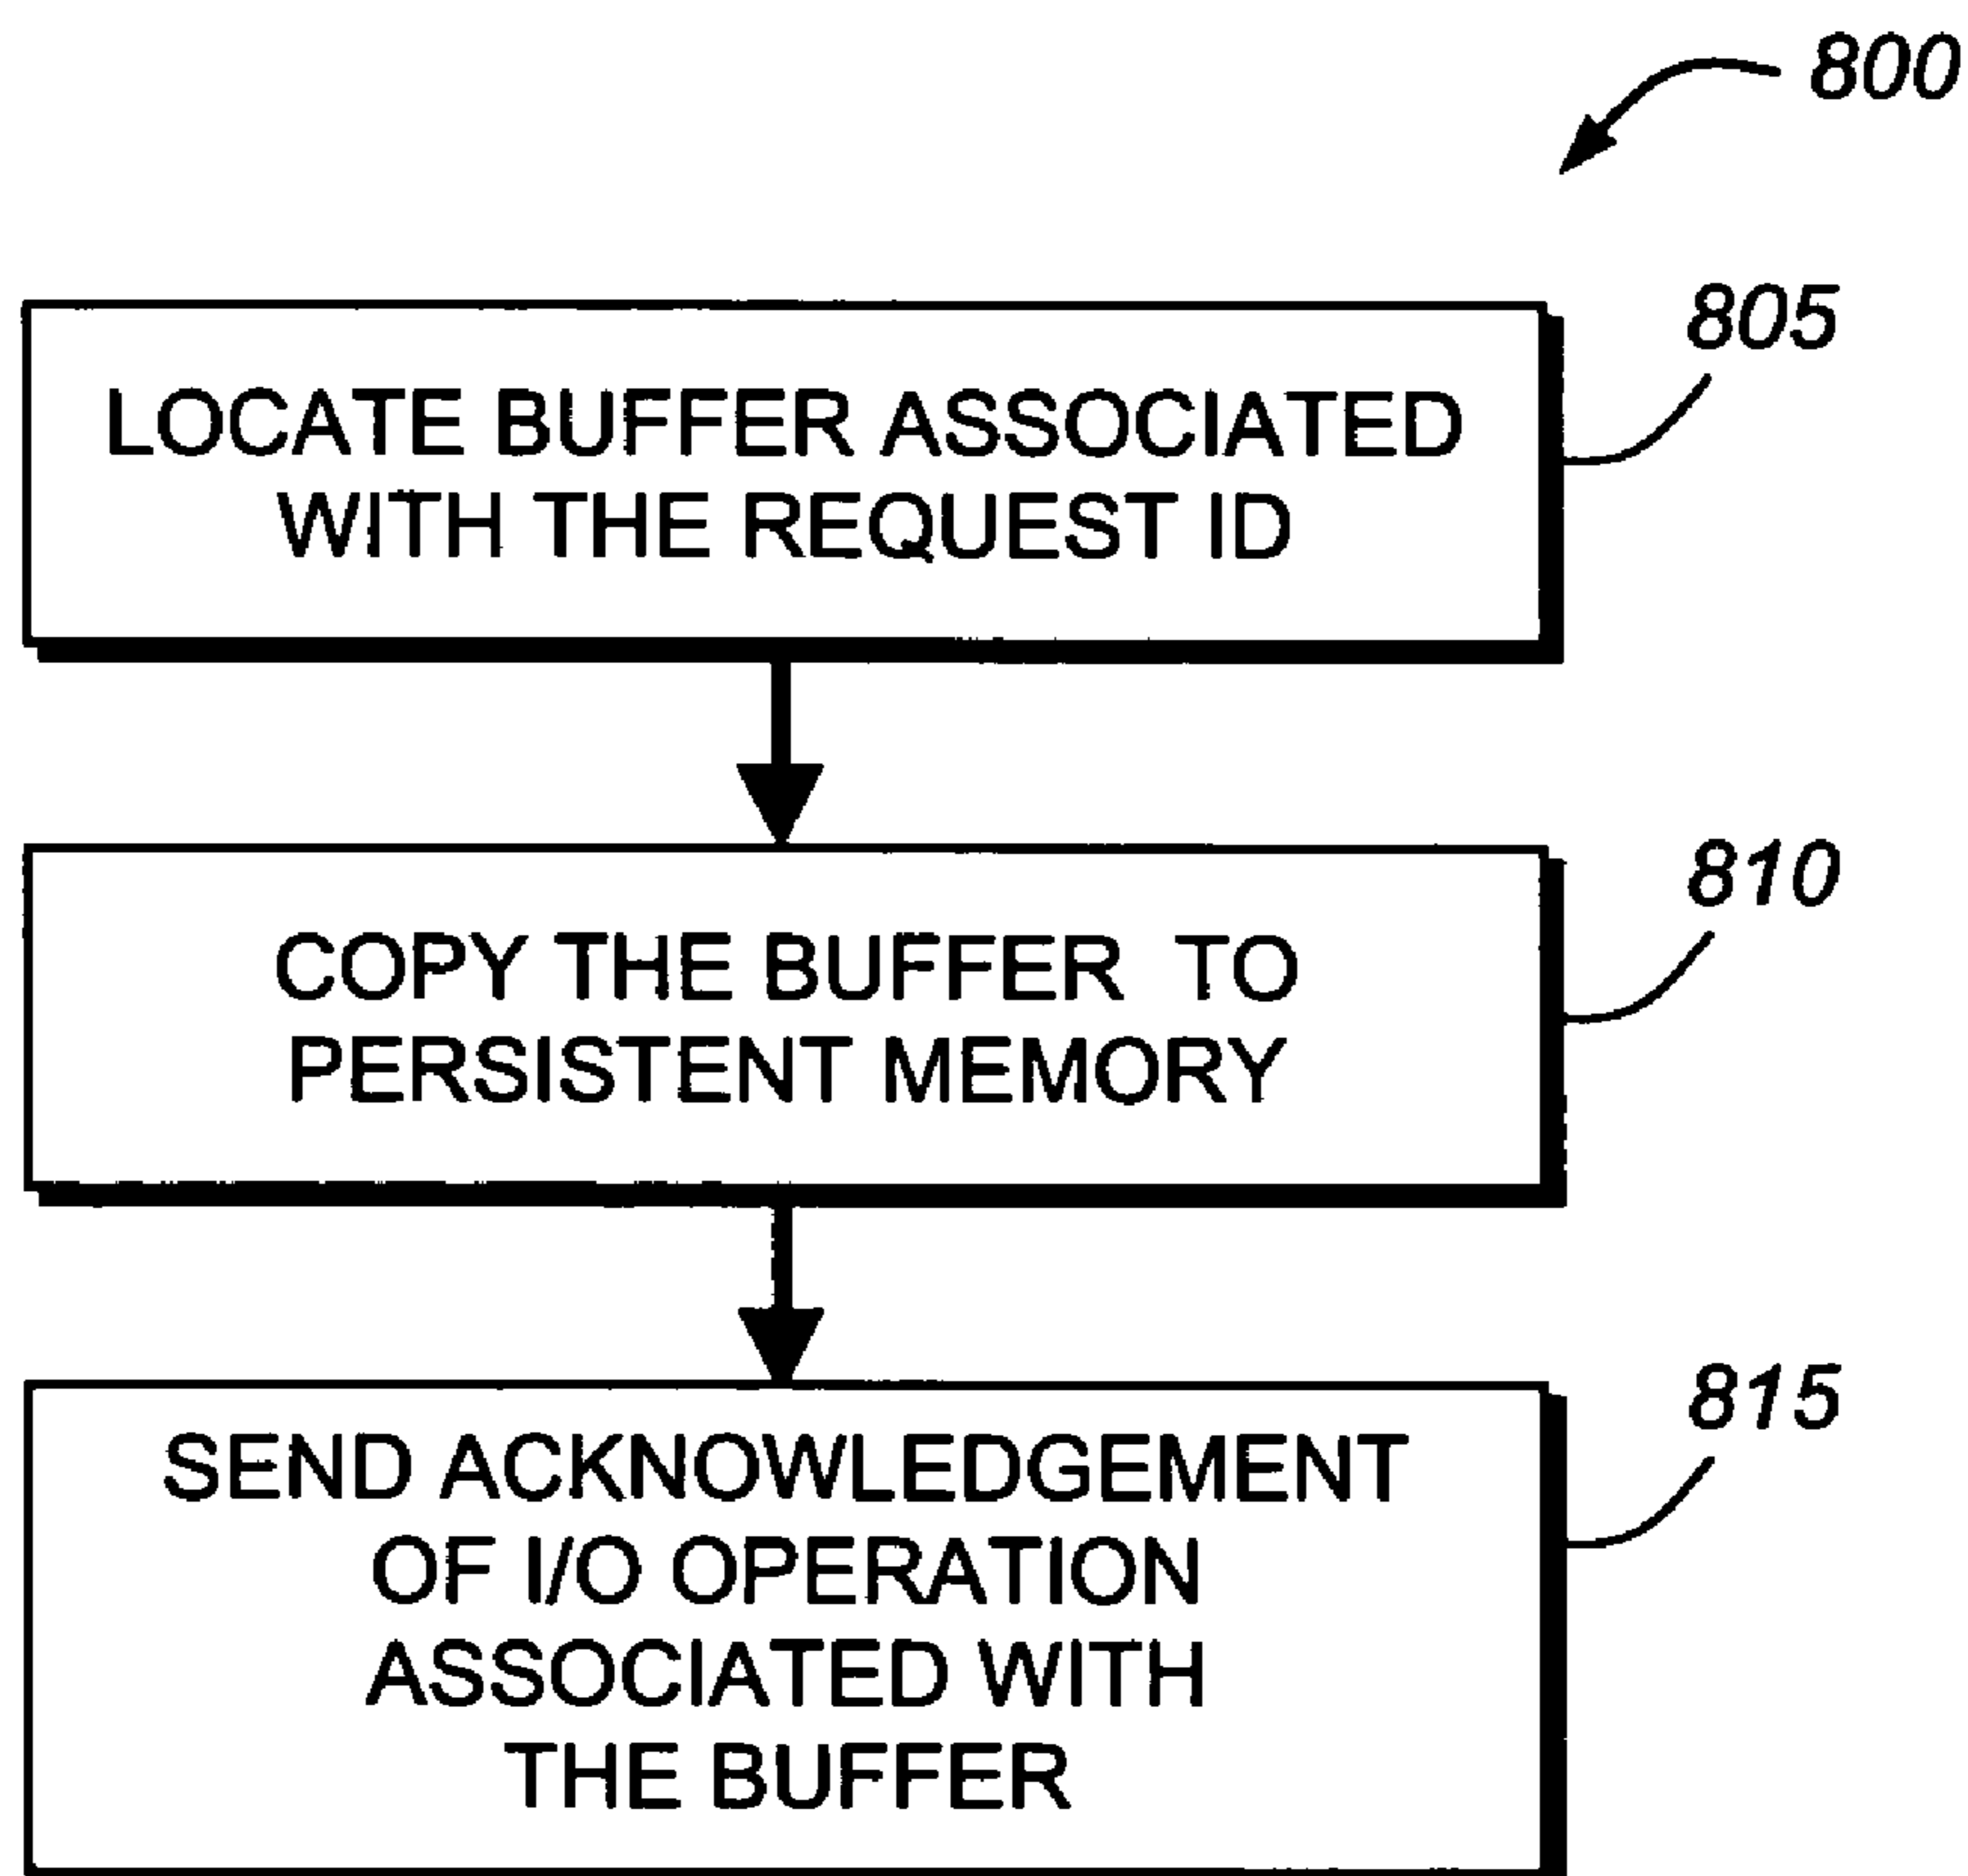 800
805
LOCATE BUFFER ASSOCIATED
WITH THE REQUEST ID
810
COPY THE BUFFER TO
PERSISTENT MEMORY
815
SEND ACKNOWLEDGEMENT
OF I/O OPERATION
ASSOCIATED WITH
THE BUFFER